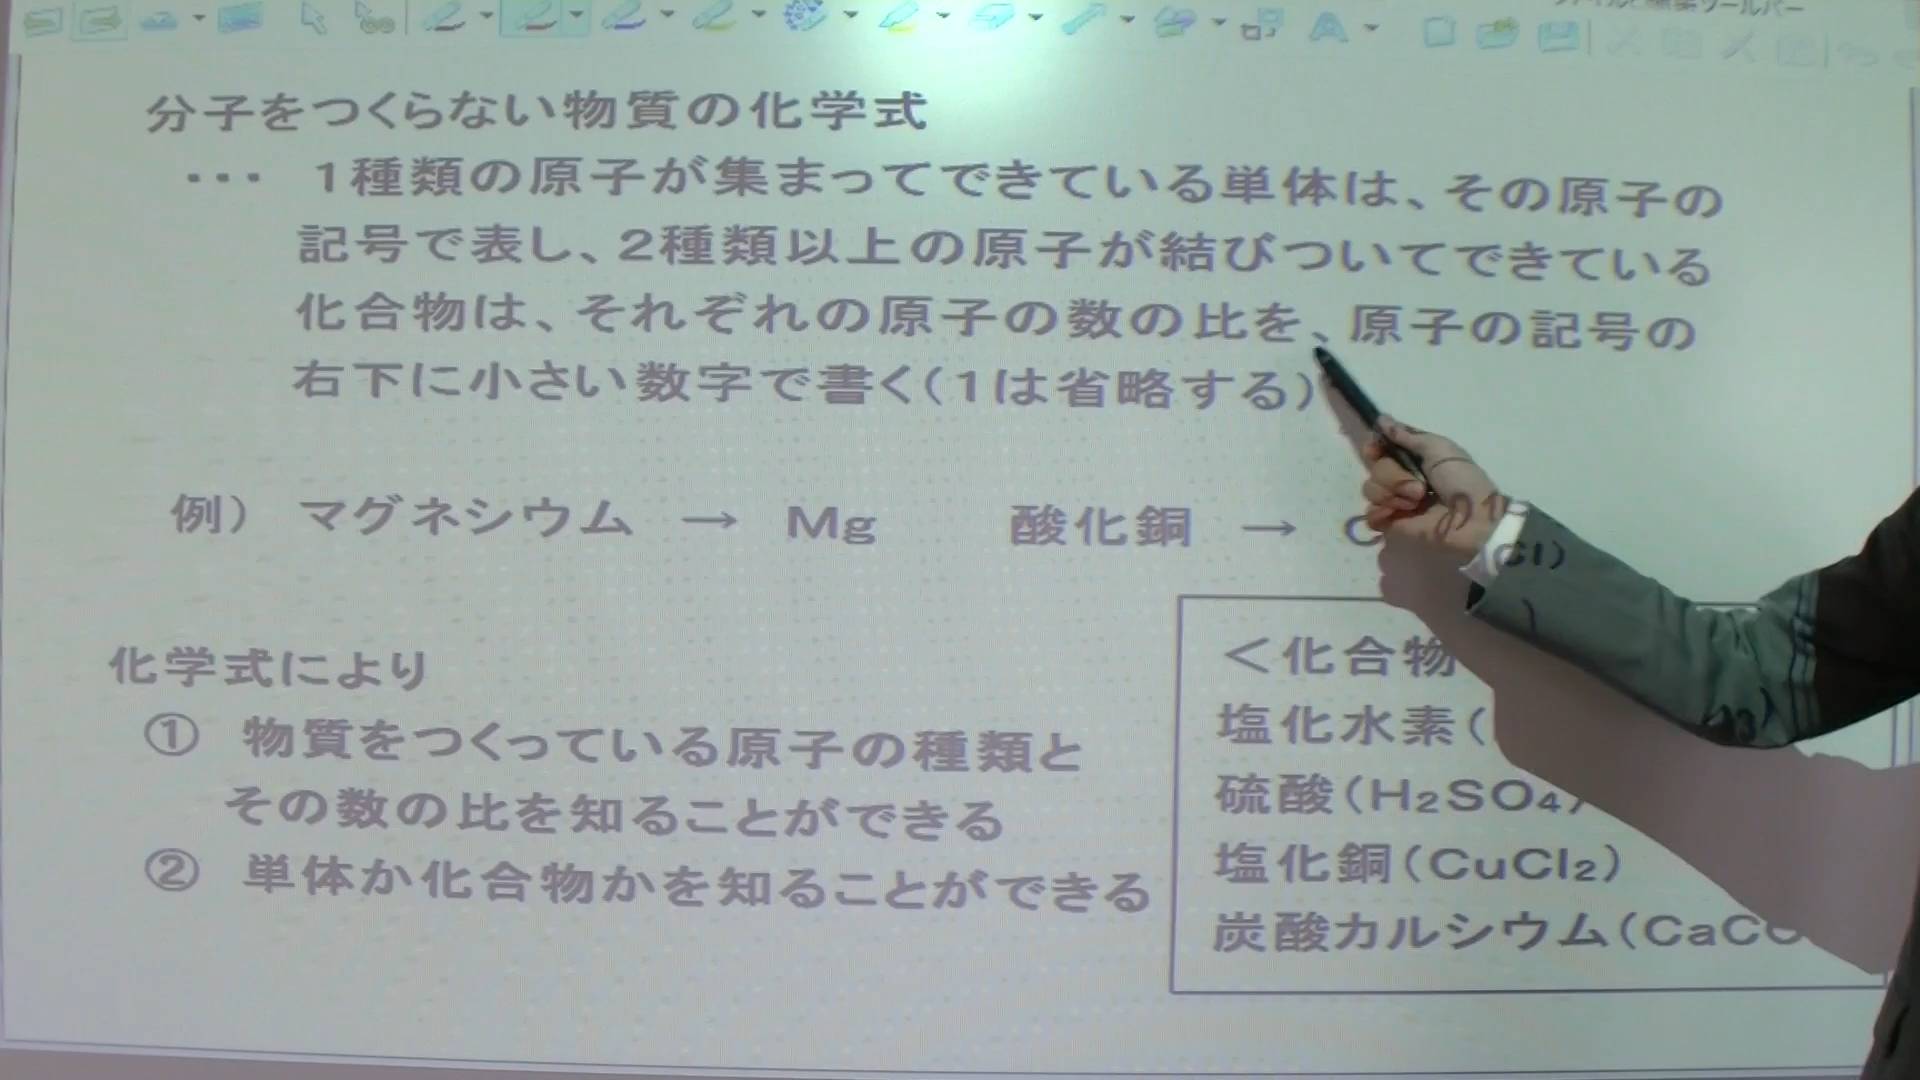 分子をつくらない物質の化学式
･･･ 1種類の原子が集まってできている単体は、その原子の
記号で表し、2種類以上の原子が結びついてできている
化合物は、それぞれの原子の数の比を、原子の記号の
右下に小さい数字で書く(1は省略する)
例) マグネシウム → Mg 酸化銅 → C
化学式により
① 物質をつくっている原子の種類と
その数の比を知ることができる
② 単体か化合物かを知ることができる
<化合物
塩化水素(
硫酸(H₂SO₄)
塩化銅(CuCl₂)
炭酸カルシウム(CaC